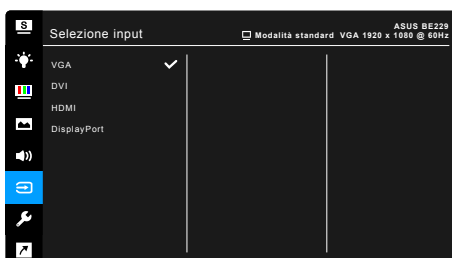 S
ASUS BE229
Selezione input
Modalità standard VGA 1920 x 1080 @ 60Hz
VGA
DVI
HDMI
DisplayPort